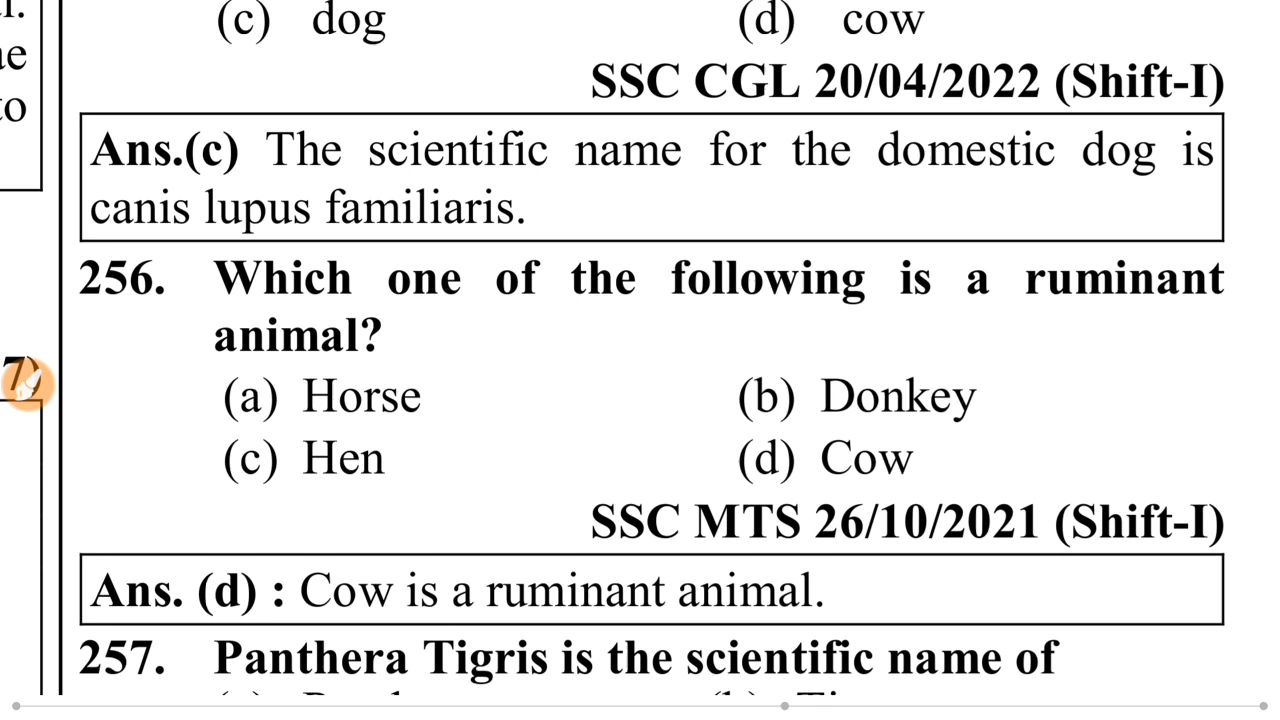 (c) dog (d) cow
SSC CGL 20/04/2022 (Shift-I)
Ans.(c) The scientific name for the domestic dog is
canis lupus familiaris.
256. Which one of the following is a ruminant
animal?
(a) Horse (b) Donkey
(c) Hen (d) Cow
SSC MTS 26/10/2021 (Shift-I)
Ans. (d) : Cow is a ruminant animal.
257. Panthera Tigris is the scientific name of
to
7)